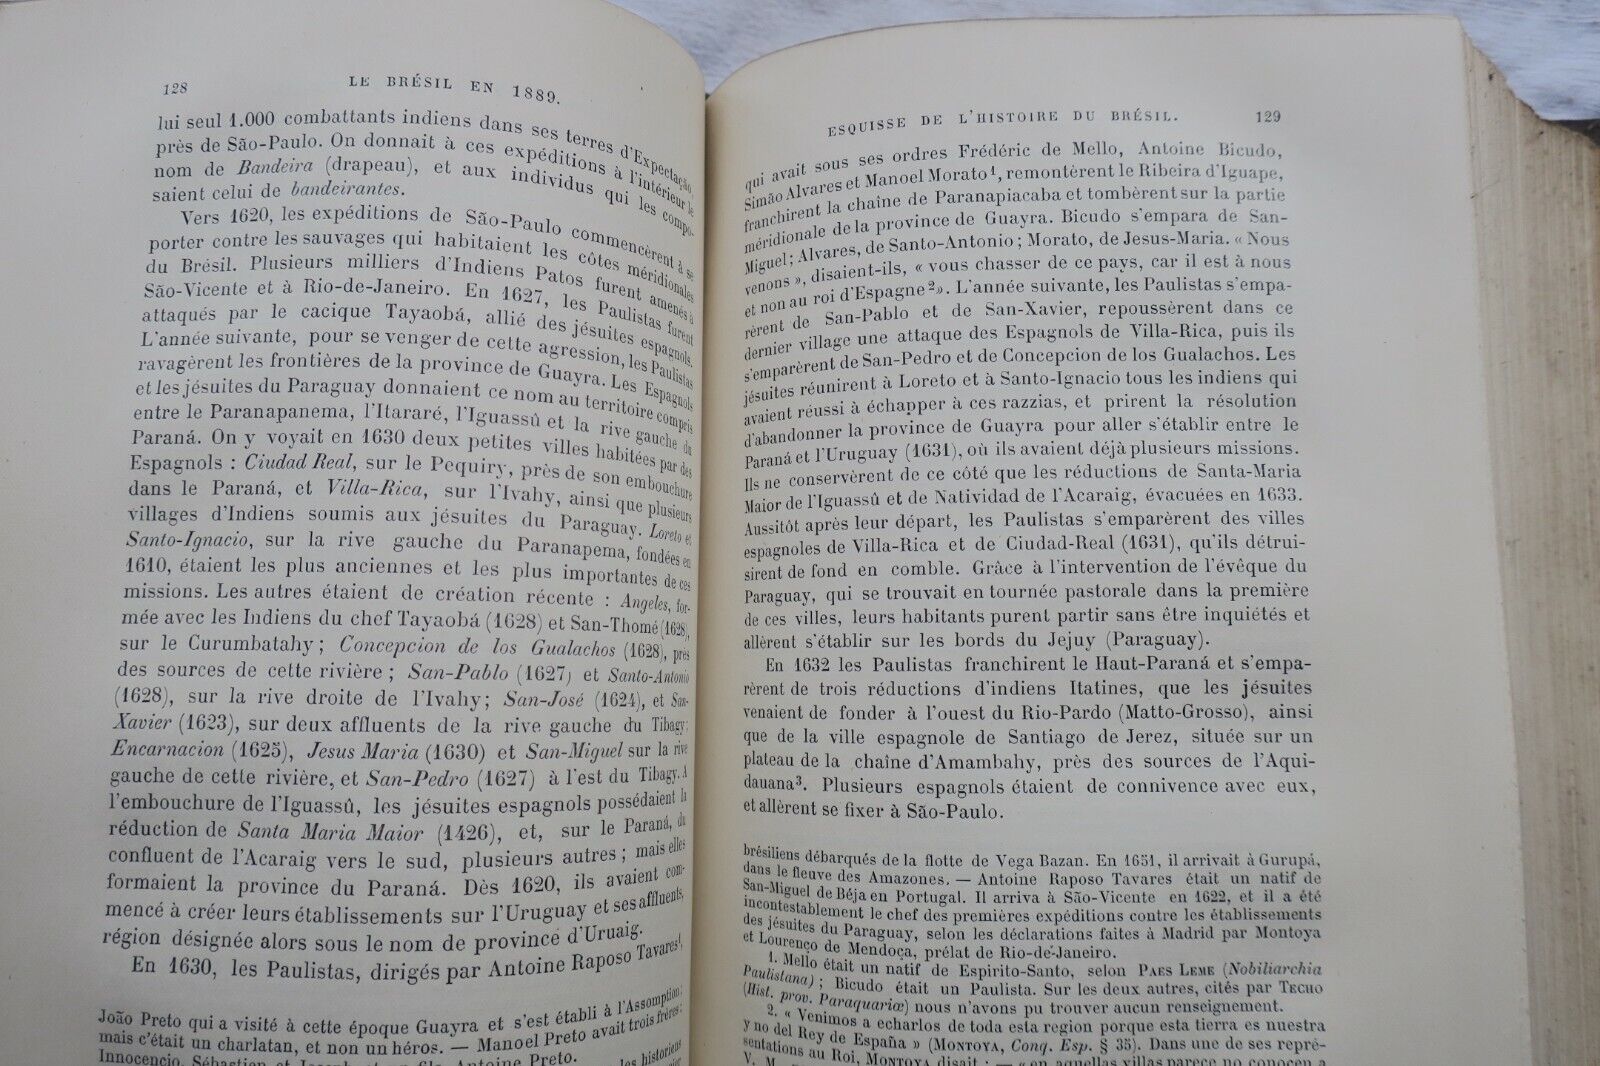 128
LE BRÉSIL EN 1889.
lui seul 1.000 combattants indiens dans ses terres d'Expectação
près de São-Paulo. On donnait à ces expéditions à l'intérieur le
nom de Bandeira (drapeau), et aux individus qui les compo-
saient celui de bandeirantes.
Vers 1620, les expéditions de São-Paulo commencèrent à se
porter contre les sauvages qui habitaient les côtes méridionales
du Brésil. Plusieurs milliers d'Indiens Patos furent amenés à
São-Vicente et à Rio-de-Janeiro. En 1627, les Paulistas furent
attaqués par le cacique Tayaobá, allié des jésuites espagnols.
L'année suivante, pour se venger de cette agression, les Paulistas
ravagèrent les frontières de la province de Guayra. Les Espagnols
et les jésuites du Paraguay donnaient ce nom au territoire compris
entre le Paranapanema, l'Itararé, l'Iguassû et la rive gauche du
Paraná. On y voyait en 1630 deux petites villes habitées par des
Espagnols : Ciudad Real, sur le Pequiry, près de son embouchure
dans le Paraná, et Villa-Rica, sur l'Ivahy, ainsi que plusieurs
villages d'Indiens soumis aux jésuites du Paraguay. Loreto et
Santo-Ignacio, sur la rive gauche du Paranapema, fondées en
1610, étaient les plus anciennes et les plus importantes de ces
missions. Les autres étaient de création récente : Angeles, for-
mée avec les Indiens du chef Tayaobá (1628) et San-Thomé (1628),
sur le Curumbatahy ; Concepcion de los Gualachos (1628), près
des sources de cette rivière ; San-Pablo (1627) et Santo-Antonio
(1628), sur la rive droite de l'Ivahy; San-José (1624), et San-
Xavier (1623), sur deux affluents de la rive gauche du Tibagy;
Encarnacion (1625), Jesus Maria (1630) et San-Miguel sur la rive
gauche de cette rivière, et San-Pedro (1627) à l'est du Tibagy. A
l'embouchure de l'Iguassû, les jésuites espagnols possédaient la
réduction de Santa Maria Maior (1426), et, sur le Paraná, du
confluent de l'Acaraig vers le sud, plusieurs autres ; mais elles
formaient la province du Paraná. Dès 1620, ils avaient com-
mencé à créer leurs établissements sur l'Uruguay et ses affluents,
région désignée alors sous le nom de province d'Uruaig.
En 1630, les Paulistas, dirigés par Antoine Raposo Tavares¹,
João Preto qui a visité à cette époque Guayra et s'est établi à l'Assomption ;
mais c'était un charlatan, et non un héros. — Manoel Preto avait trois frères :
Innocencio, Sébastien et
Antoine Preto.
les historiens
ESQUISSE DE L'HISTOIRE DU BRÉSIL.
129
qui avait sous ses ordres Frédéric de Mello, Antoine Bicudo,
Simão Alvares et Manoel Morato¹, remontèrent le Ribeira d'Iguape,
franchirent la chaîne de Paranapiacaba et tombèrent sur la partie
méridionale de la province de Guayra. Bicudo s'empara de San-
Miguel ; Alvares, de Santo-Antonio ; Morato, de Jesus-Maria. « Nous
venons », disaient-ils, « vous chasser de ce pays, car il est à nous
et non au roi d'Espagne²». L'année suivante, les Paulistas s'empa-
rèrent de San-Pablo et de San-Xavier, repoussèrent dans ce
dernier village une attaque des Espagnols de Villa-Rica, puis ils
s'emparèrent de San-Pedro et de Concepcion de los Gualachos. Les
jésuites réunirent à Loreto et à Santo-Ignacio tous les indiens qui
avaient réussi à échapper à ces razzias, et prirent la résolution
d'abandonner la province de Guayra pour aller s'établir entre le
Paraná et l'Uruguay (1631), où ils avaient déjà plusieurs missions.
Ils ne conservèrent de ce côté que les réductions de Santa-Maria
Maior de l'Iguassû et de Natividad de l'Acaraig, évacuées en 1633.
Aussitôt après leur départ, les Paulistas s'emparèrent des villes
espagnoles de Villa-Rica et de Ciudad-Real (1631), qu'ils détrui-
sirent de fond en comble. Grâce à l'intervention de l'évêque du
Paraguay, qui se trouvait en tournée pastorale dans la première
de ces villes, leurs habitants purent partir sans être inquiétés et
allèrent s'établir sur les bords du Jejuy (Paraguay).
En 1632 les Paulistas franchirent le Haut-Paraná et s'empa-
rèrent de trois réductions d'indiens Itatines, que les jésuites
venaient de fonder à l'ouest du Rio-Pardo (Matto-Grosso), ainsi
que de la ville espagnole de Santiago de Jerez, située sur un
plateau de la chaîne d'Amambahy, près des sources de l'Aqui-
dauana³. Plusieurs espagnols étaient de connivence avec eux,
et allèrent se fixer à São-Paulo.
brésiliens débarqués de la flotte de Vega Bazan. En 1651, il arrivait à Gurupá,
dans le fleuve des Amazones. — Antoine Raposo Tavares était un natif de
San-Miguel de Béja en Portugal. Il arriva à São-Vicente en 1622, et il a été
incontestablement le chef des premières expéditions contre les établissements
des jésuites du Paraguay, selon les déclarations faites à Madrid par Montoya
et Lourenço de Mendoça, prélat de Rio-de-Janeiro.
1. Mello était un natif de Espirito-Santo, selon PAES LEME (Nobiliarchia
Paulistana) ; Bicudo était un Paulista. Sur les deux autres, cités par TECHO
(Hist. prov. Paraquariæ) nous n'avons pu trouver aucun renseignement.
2. « Venimos a echarlos de toda esta region porque esta tierra es nuestra
y no del Rey de España » (MONTOYA, Conq. Esp. § 35). Dans une de ses repré-
sentations au Roi, MONTOYA disait : — « en aquellas villas parece no conocen a